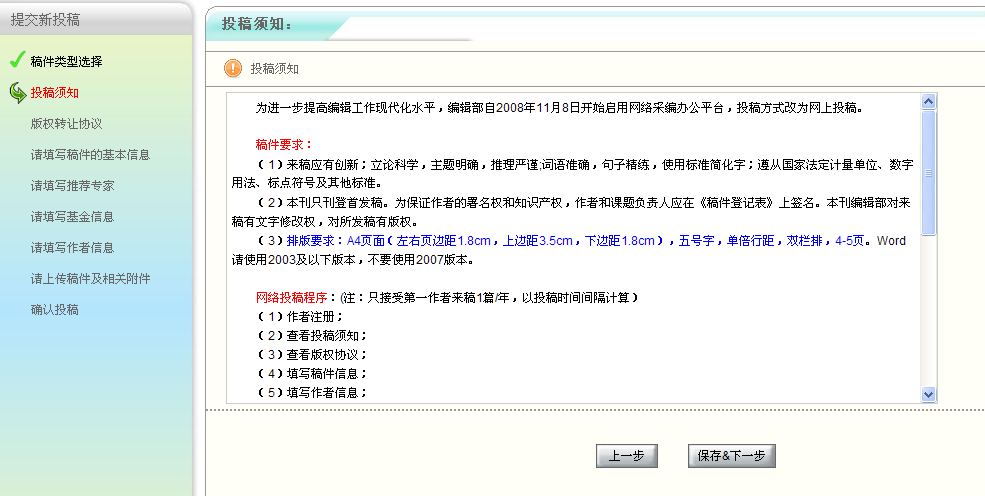 提交新投稿
稿件类型选择
投稿须知
版权转让协议
请填写稿件的基本信息
请填写推荐专家
请填写基金信息
请填写作者信息
请上传稿件及相关附件
确认投稿
投稿须知：
投稿须知
为进一步提高编辑工作现代化水平，编辑部自2008年11月8日开始启用网络采编办公平台，投稿方式改为网上投稿。
稿件要求：
（1）来稿应有创新；立论科学，主题明确，推理严谨;词语准确，句子精练，使用标准简化字；遵从国家法定计量单位、数字
用法、标点符号及其他标准。
（2）本刊只刊登首发稿。为保证作者的署名权和知识产权，作者和课题负责人应在《稿件登记表》上签名。本刊编辑部对来
稿有文字修改权，对所发稿有版权。
（3）排版要求：A4页面（左右页边距1.8cm，上边距3.5cm，下边距1.8cm），五号字，单倍行距，双栏排，4-5页。Word
请使用2003及以下版本，不要使用2007版本。
网络投稿程序：(注：只接受第一作者来稿1篇/年，以投稿时间间隔计算）
（1）作者注册；
（2）查看投稿须知；
（3）查看版权协议；
（4）填写稿件信息；
（5）填写作者信息；
上一步
保存&下一步